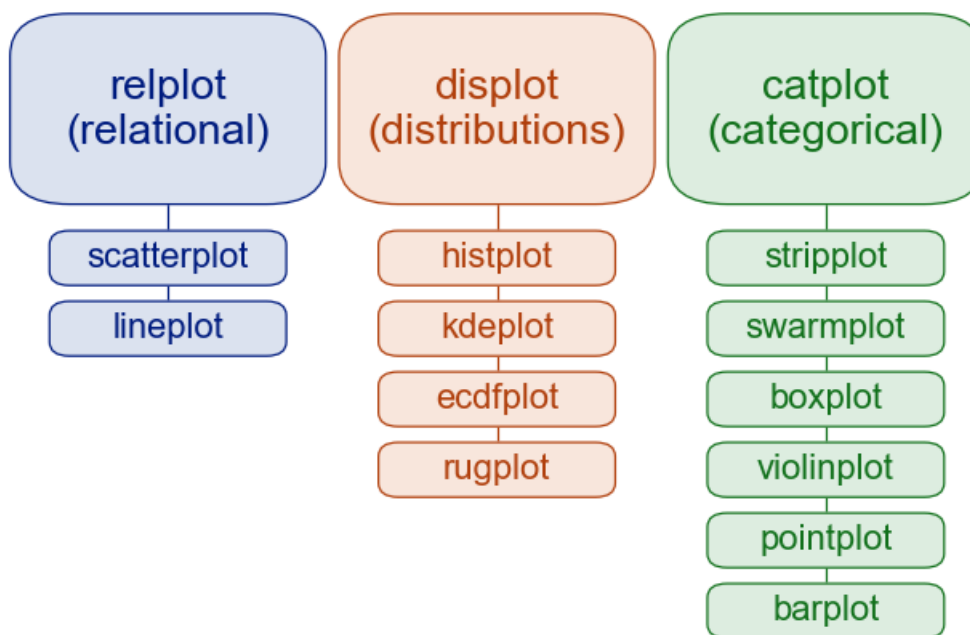 relplot
(relational)
scatterplot
lineplot
displot
(distributions)
histplot
kdeplot
ecdfplot
rugplot
catplot
(categorical)
stripplot
swarmplot
boxplot
violinplot
pointplot
barplot